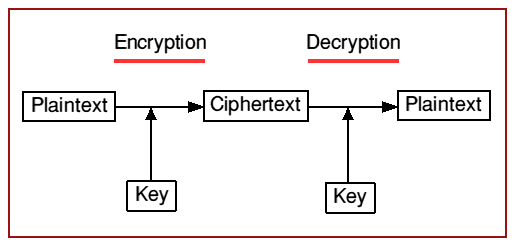 Encryption
Decryption
Plaintext
Ciphertext
Plaintext
Key
Key